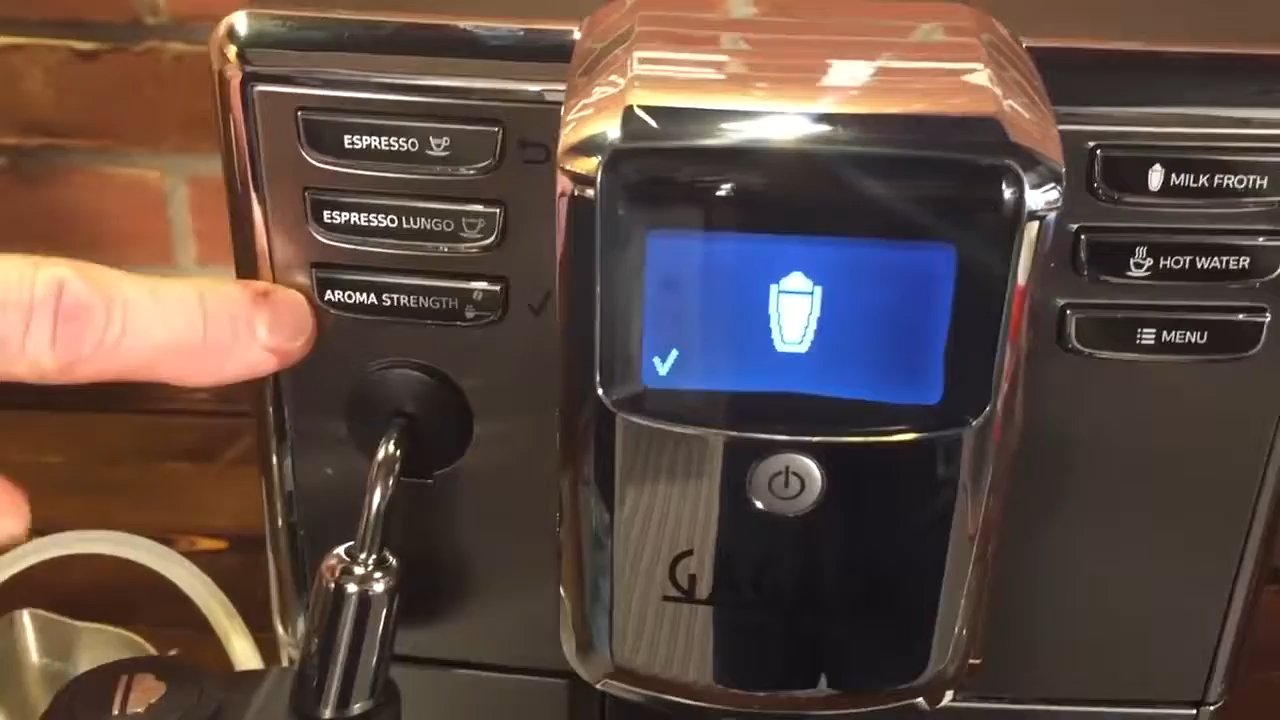 ESPRESSO
ESPRESSO LUNGO
AROMA STRENGTH
MILK FROTH
HOT WATER
MENU